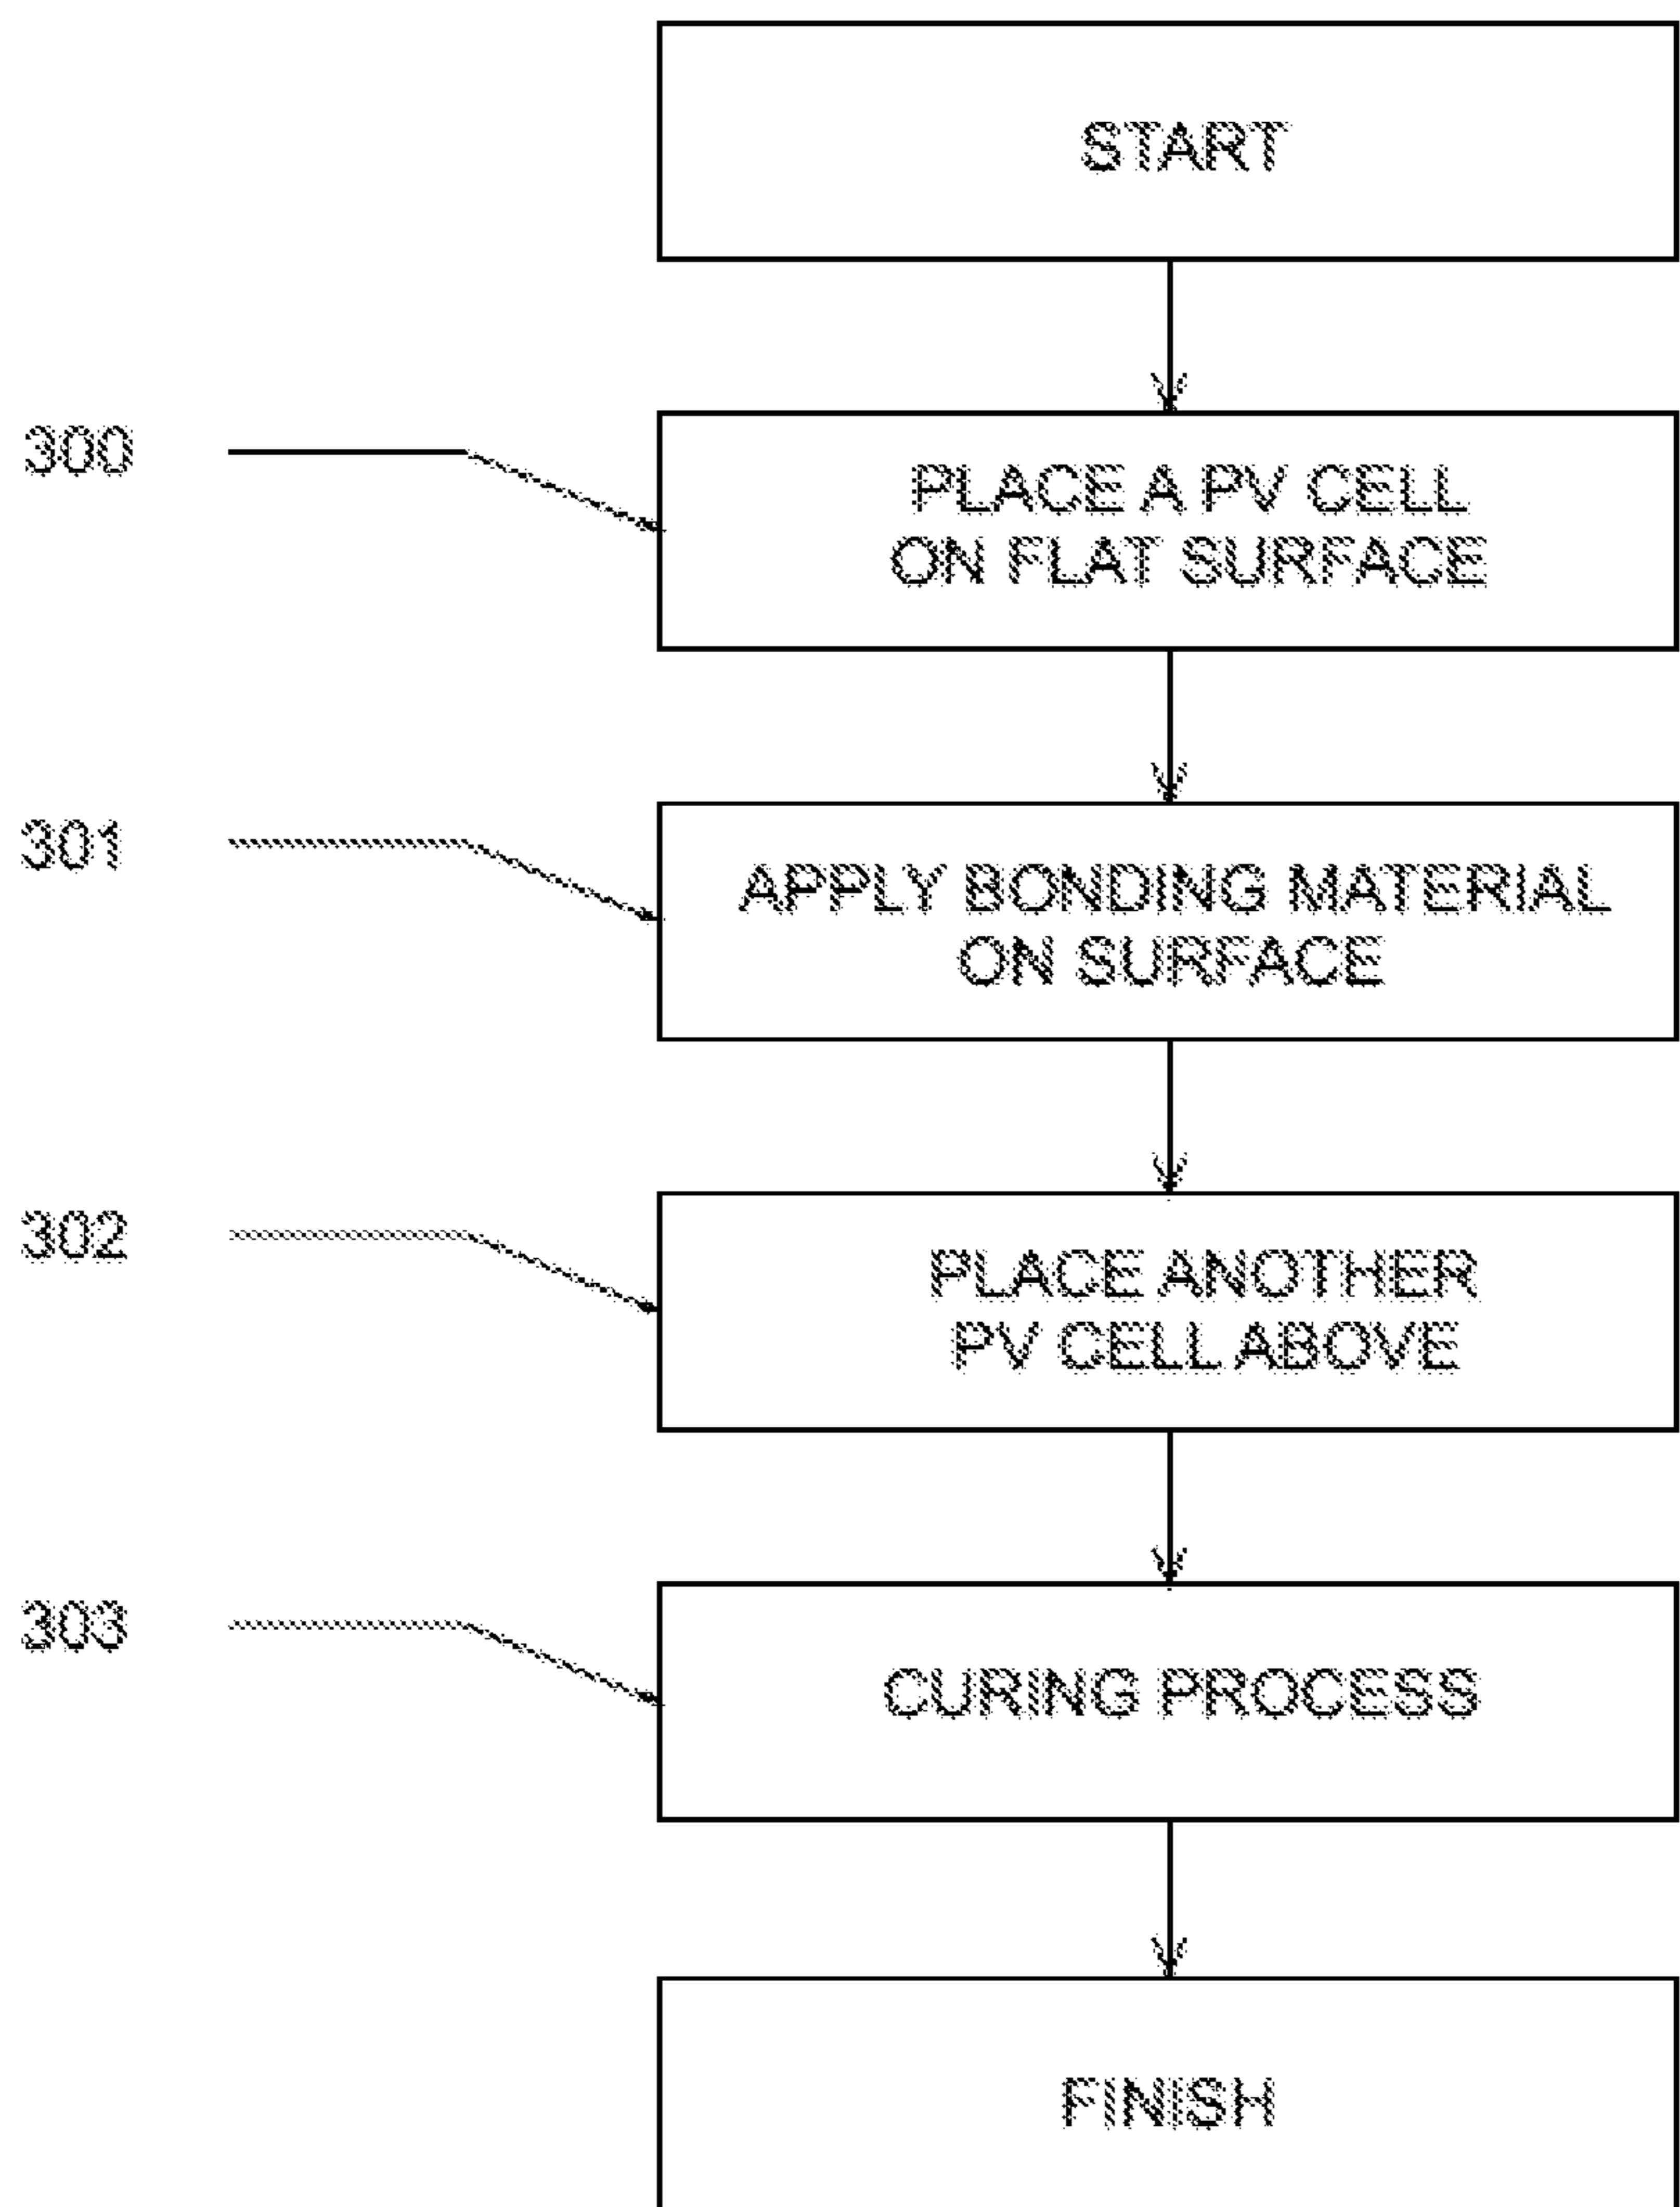 START
300
PLACE A PV CELL
ON FLAT SURFACE
301
APPLY BONDING MATERIAL
ON SURFACE
302
PLACE ANOTHER
PV CELL ABOVE
303
CURING PROCESS
FINISH